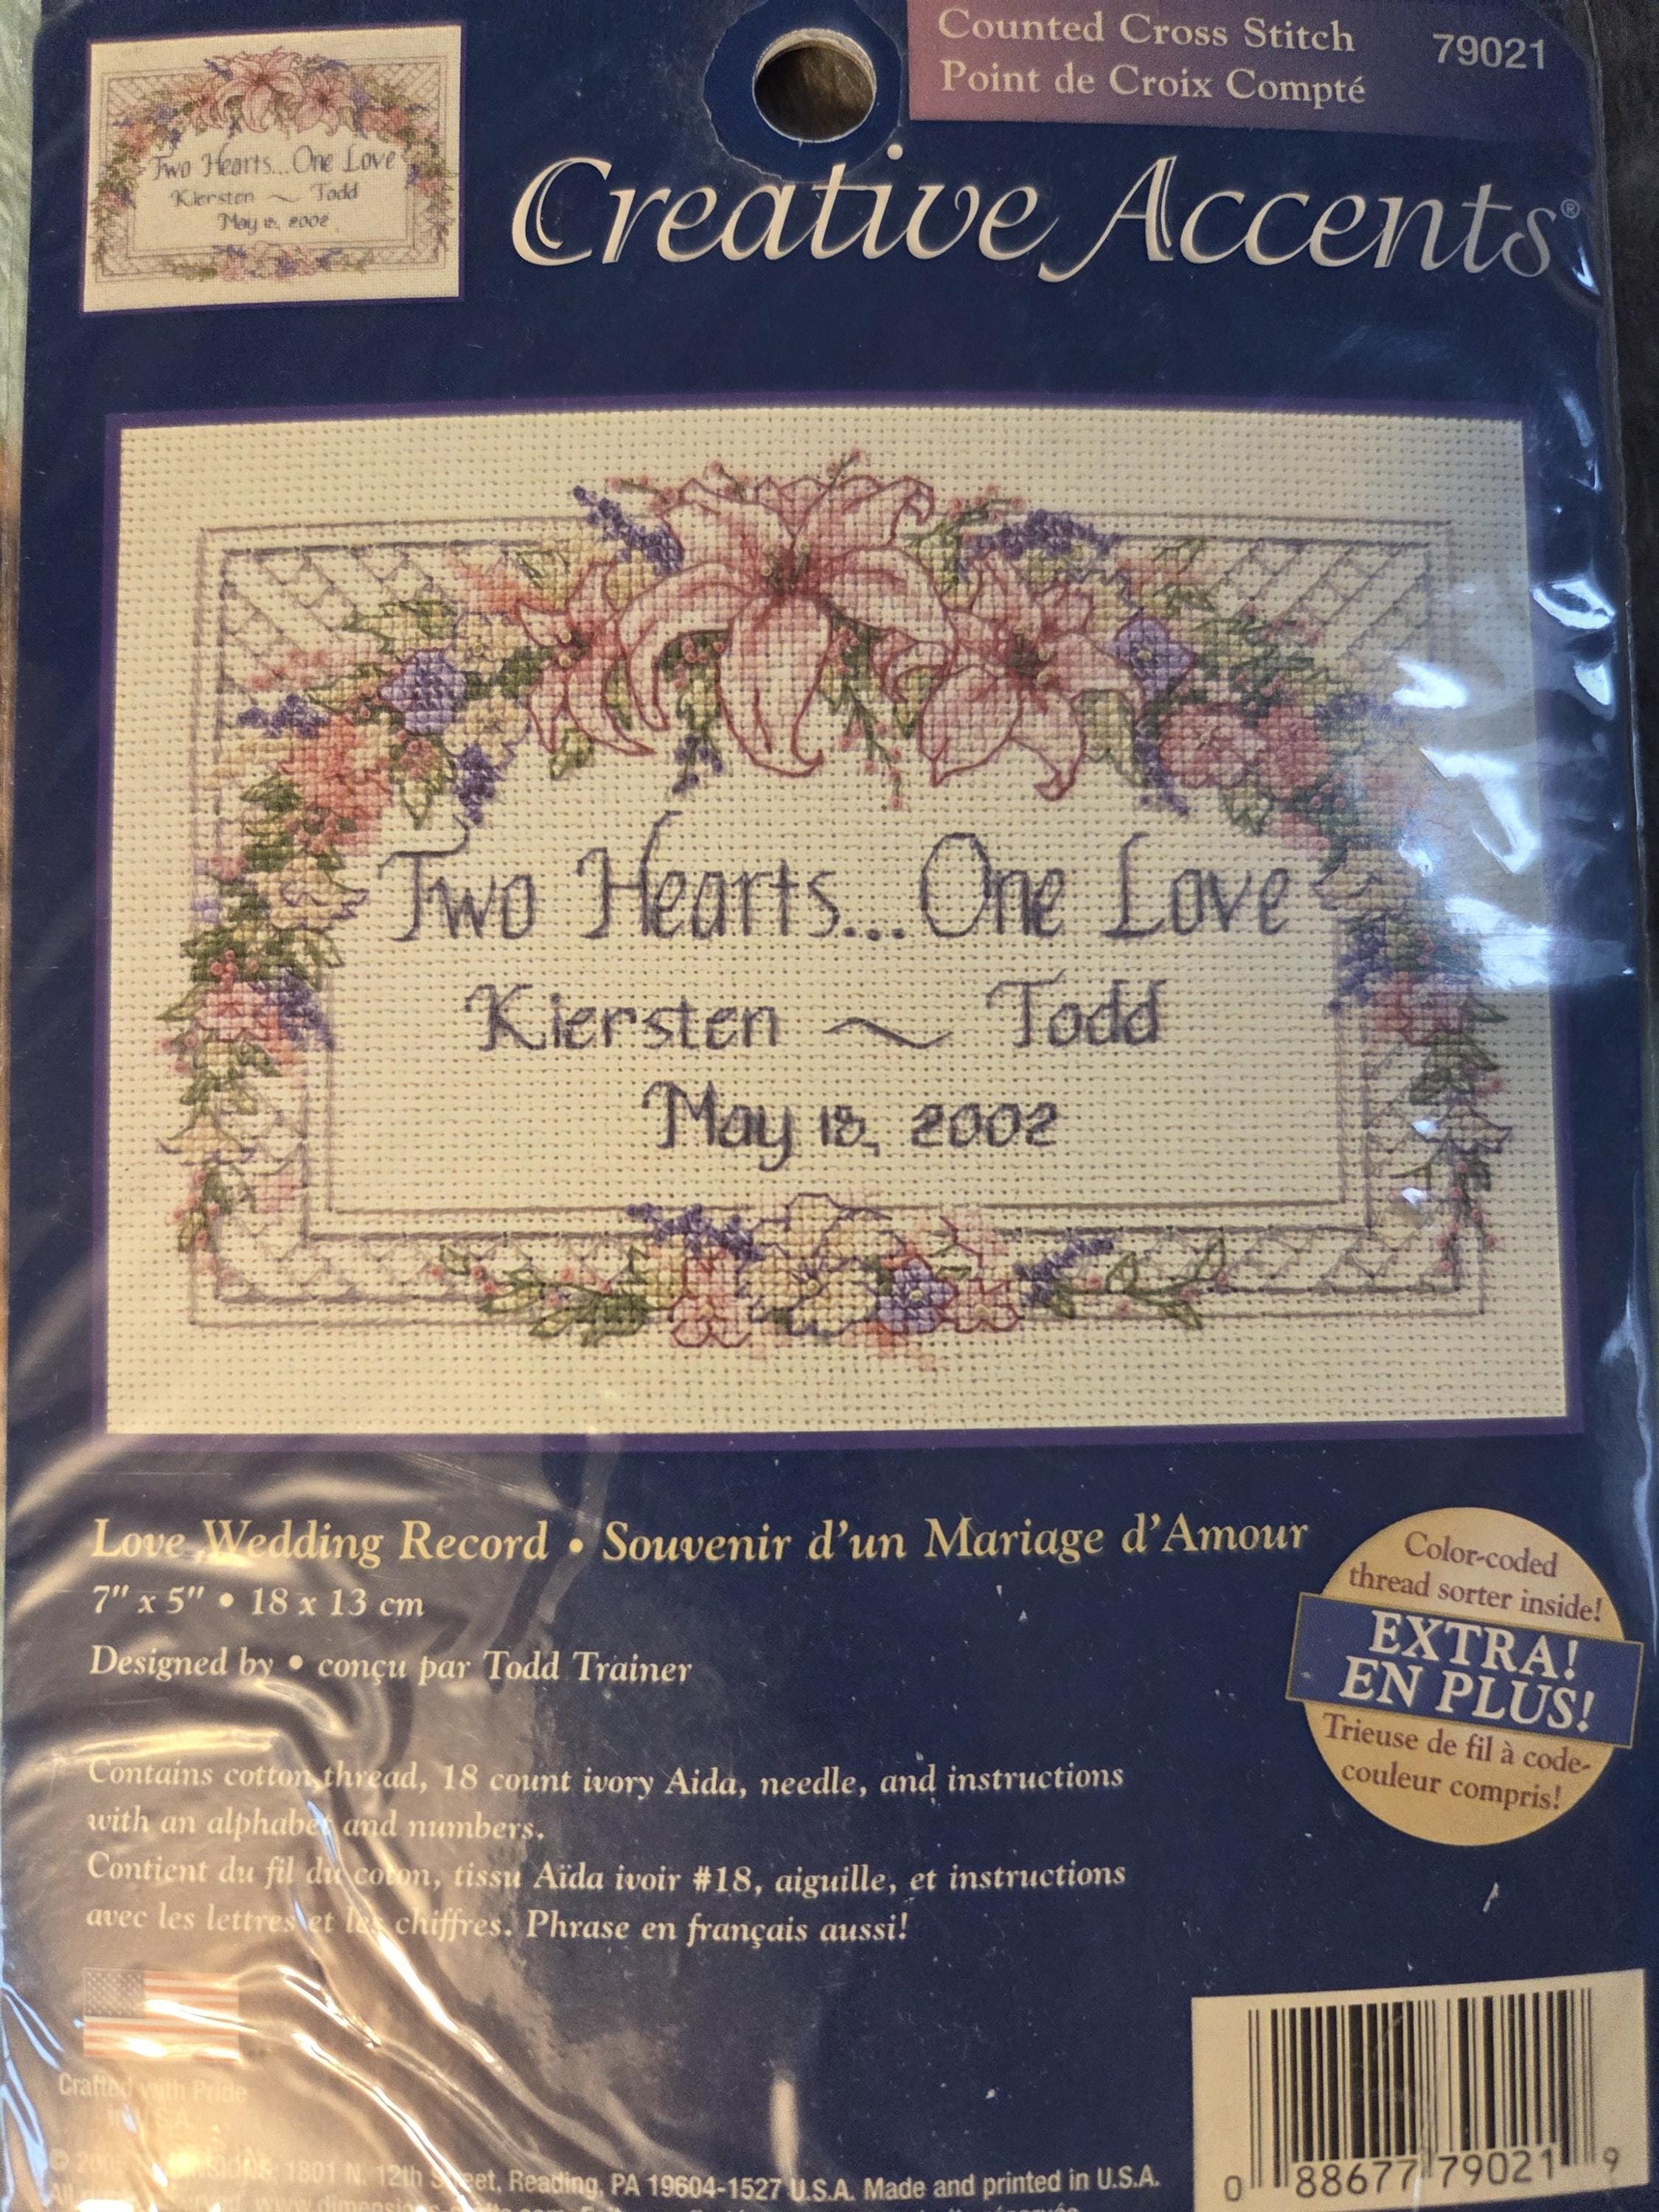 Counted Cross Stitch 79021
Point de Croix Compté
Two Hearts...One Love
Kiersten ~ Todd
May 18, 2002
Creative Accents®
Two Hearts...One Love
Kiersten ~ Todd
May 18, 2002
Love Wedding Record • Souvenir d'un Mariage d'Amour
7" x 5" • 18 x 13 cm
Designed by • conçu par Todd Trainer
Color-coded
thread sorter inside!
EXTRA!
EN PLUS!
Trieuse de fil à code-
couleur compris!
Contains cotton thread, 18 count ivory Aida, needle, and instructions
with an alphabet and numbers.
Contient du fil du coton, tissu Aïda ivoir #18, aiguille, et instructions
avec les lettres et les chiffres. Phrase en français aussi!
Crafted with Pride
in U.S.A.
© DIMENSIONS, 1801 N. 12th Street, Reading, PA 19604-1527 U.S.A. Made and printed in U.S.A.
0 88677 79021 9